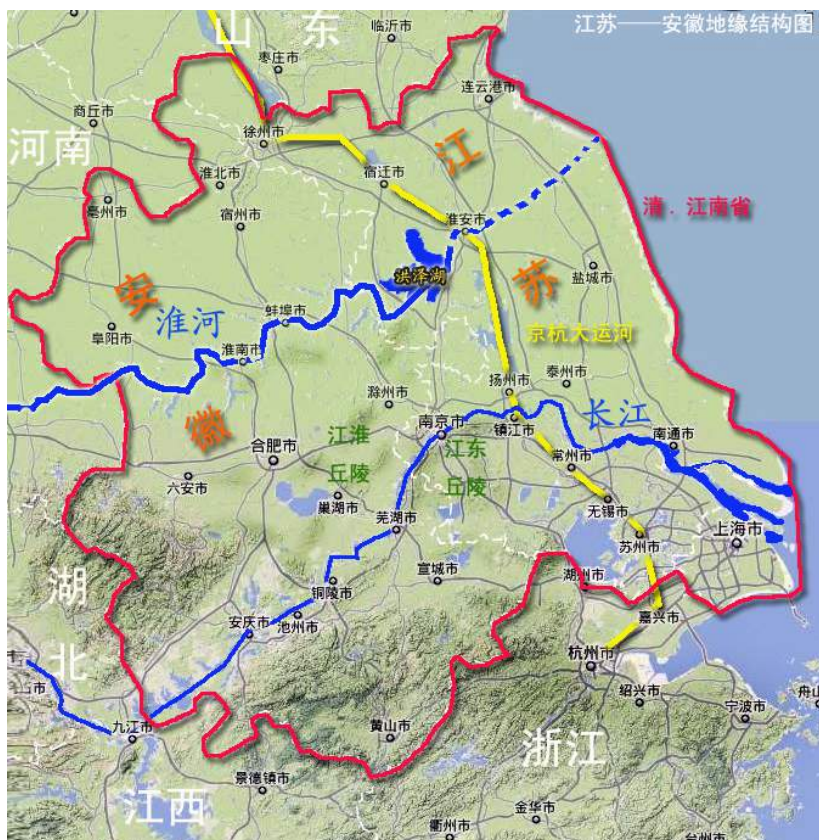 山 东
江苏——安徽地缘结构图
临沂市
枣庄市
连云港市
商丘市
徐州市
河南
江
淮北市
宿迁市
亳州市
宿州市
清．江南省
淮安市
洪泽湖
苏
盐城市
安
蚌埠市
淮河
阜阳市
京杭大运河
淮南市
扬州市
泰州市
滁州市
长江
徽
南京市
镇江市
南通市
江淮
丘陵
江东
丘陵
合肥市
常州市
六安市
巢湖市
无锡市
芜湖市
苏州市
上海市
宣城市
湖州市
湖
北
铜陵市
安庆市
池州市
嘉兴市
杭州市
绍兴市
舟山
宁波市
九江市
黄山市
浙江
景德镇市
江西
金华市
衢州市
台州市